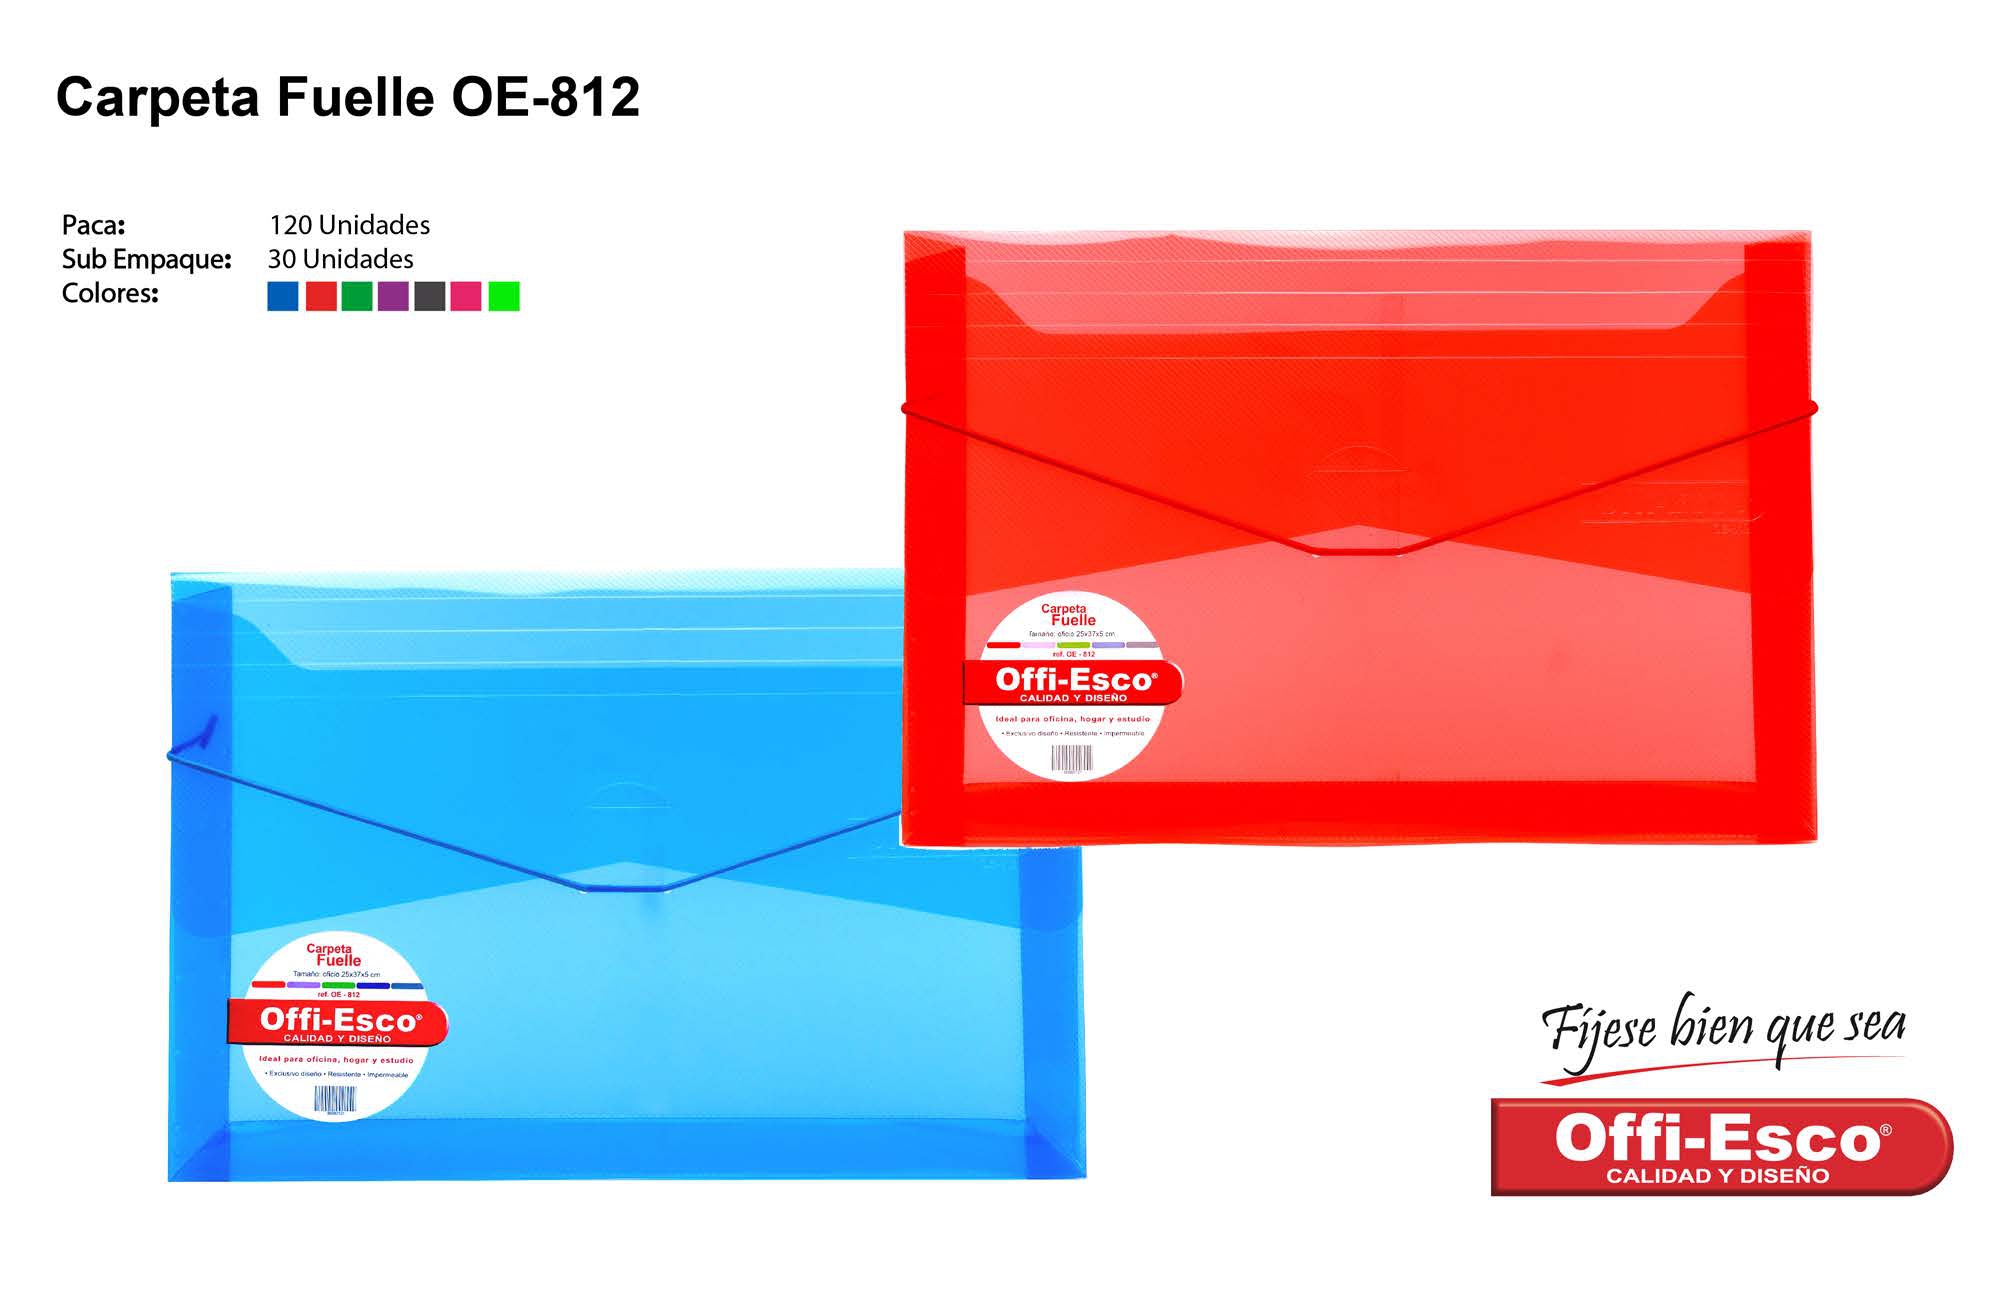 Carpeta Fuelle OE-812
Paca: 120 Unidades
Sub Empaque: 30 Unidades
Colores:
Carpeta
Fuelle
Tamaño: oficio 25x37x5 cm
ref. OE - 812
Offi-Esco®
CALIDAD Y DISEÑO
Ideal para oficina, hogar y estudio
• Exclusivo diseño • Resistente • Impermeable
Carpeta
Fuelle
Tamaño: oficio 25x37x5 cm
ref. OE - 812
Offi-Esco®
CALIDAD Y DISEÑO
Ideal para oficina, hogar y estudio
• Exclusivo diseño • Resistente • Impermeable
Fíjese bien que sea
Offi-Esco®
CALIDAD Y DISEÑO